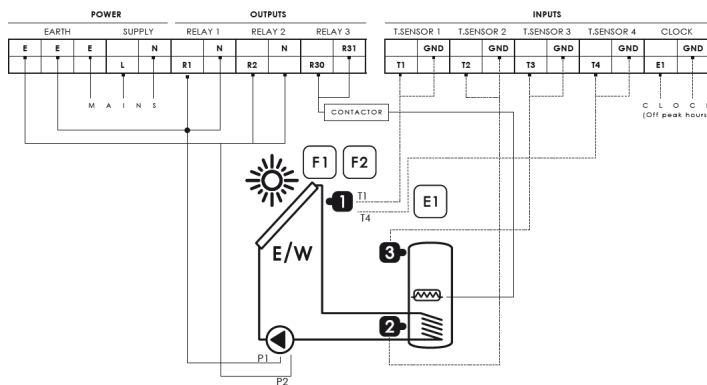 POWER OUTPUTS INPUTS
EARTH SUPPLY RELAY 1 RELAY 2 RELAY 3 T.SENSOR 1 T.SENSOR 2 T.SENSOR 3 T.SENSOR 4 CLOCK
E E E N N N R31 GND GND GND GND GND
L R1 R2 R30 T1 T2 T3 T4 E1
M A I N S
CONTACTOR
C L O C
(Off peak hours
F1 F2
1 T1
E1
T4
E/W
3
2
P1
P2